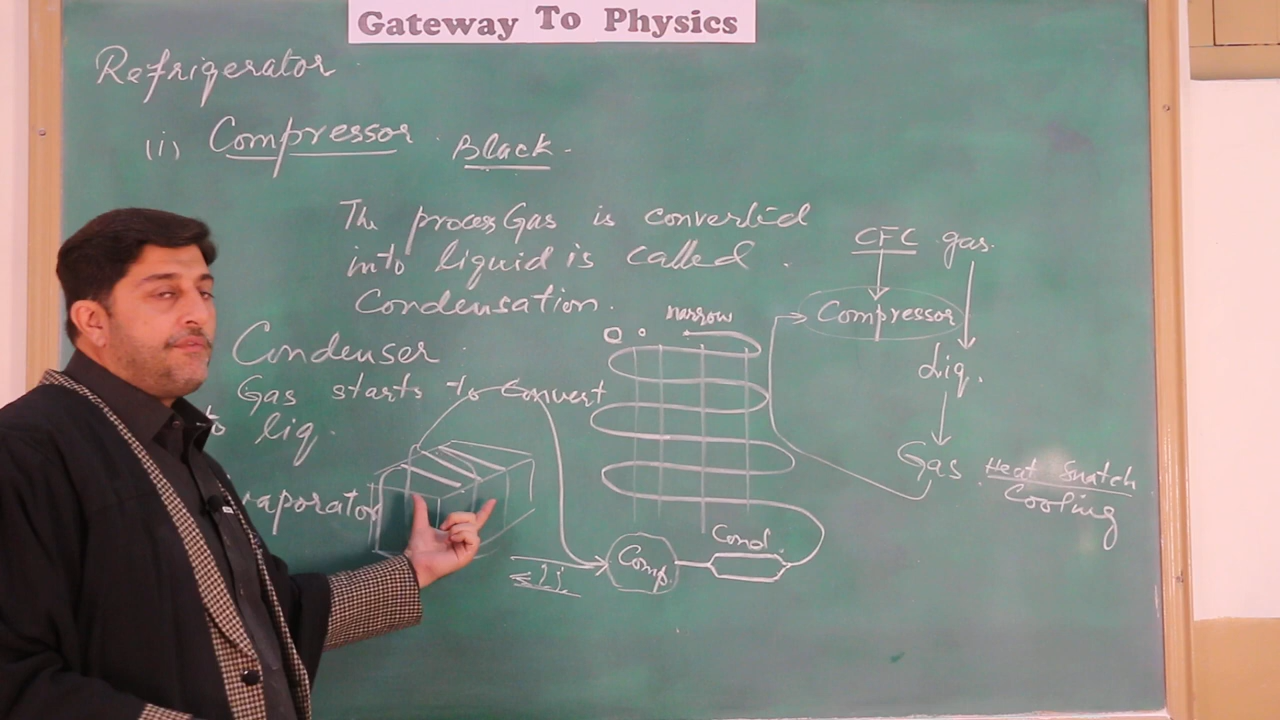 Gateway To Physics
Refrigerator
(i) Compressor Black.
The proces Gas is converted
into liquid is called.
Condensation.
Condenser
Gas starts to convert
to liq.
vaporator
narrow
Comp.
Cond.
CFC gas.
Compressor
Liq.
Gas Heat Snatch
Cooling